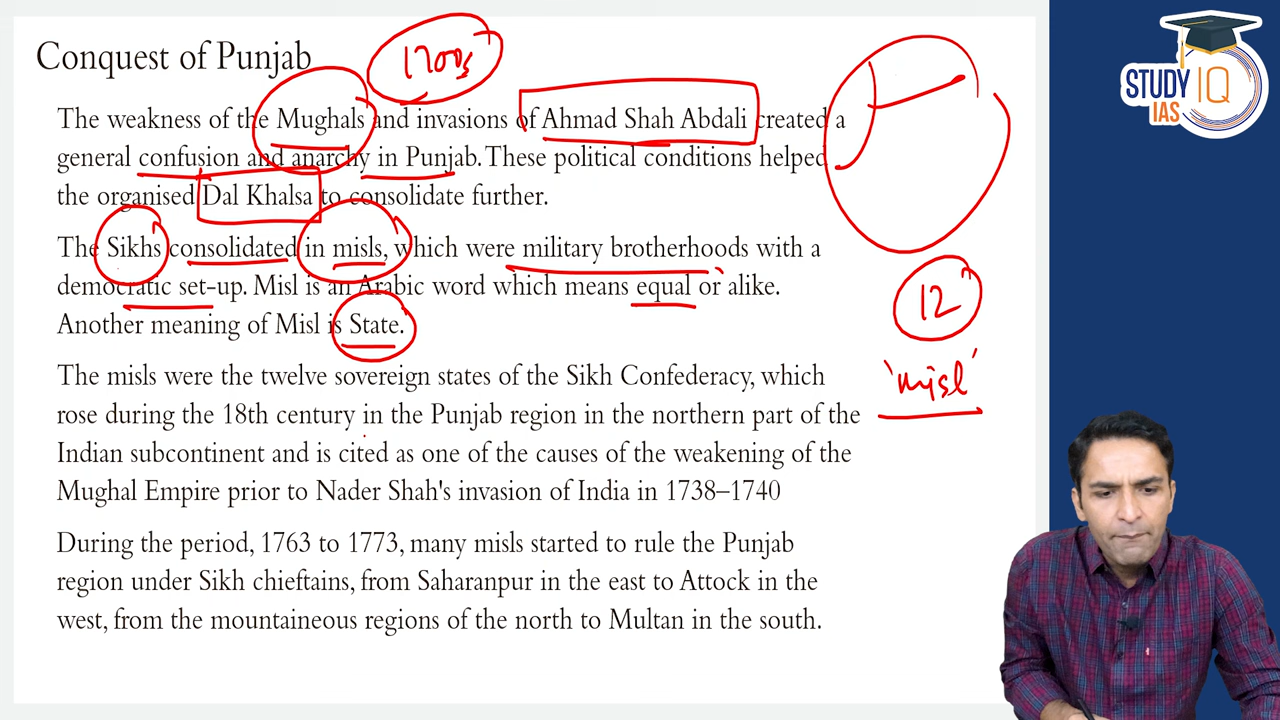 Conquest of Punjab
1700s
The weakness of the Mughals and invasions of Ahmad Shah Abdali created a
general confusion and anarchy in Punjab. These political conditions helped
the organised Dal Khalsa to consolidate further.
The Sikhs consolidated in misls, which were military brotherhoods with a
democratic set-up. Misl is an Arabic word which means equal or alike.
Another meaning of Misl is State.
The misls were the twelve sovereign states of the Sikh Confederacy, which
rose during the 18th century in the Punjab region in the northern part of the
Indian subcontinent and is cited as one of the causes of the weakening of the
Mughal Empire prior to Nader Shah's invasion of India in 1738–1740
During the period, 1763 to 1773, many misls started to rule the Punjab
region under Sikh chieftains, from Saharanpur in the east to Attock in the
west, from the mountaineous regions of the north to Multan in the south.
12
'misl'
STUDY IQ
IAS